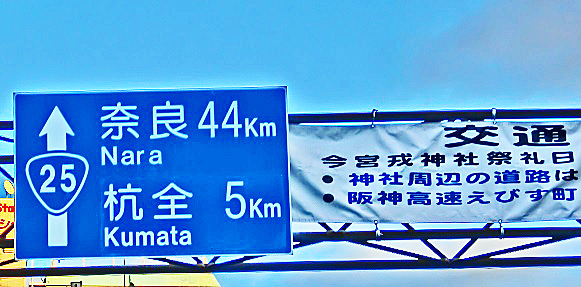 奈良 44Km
Nara
25
杭全 5Km
Kumata
交通
今宮戎神社祭礼日
• 神社周辺の道路は
• 阪神高速えびす町